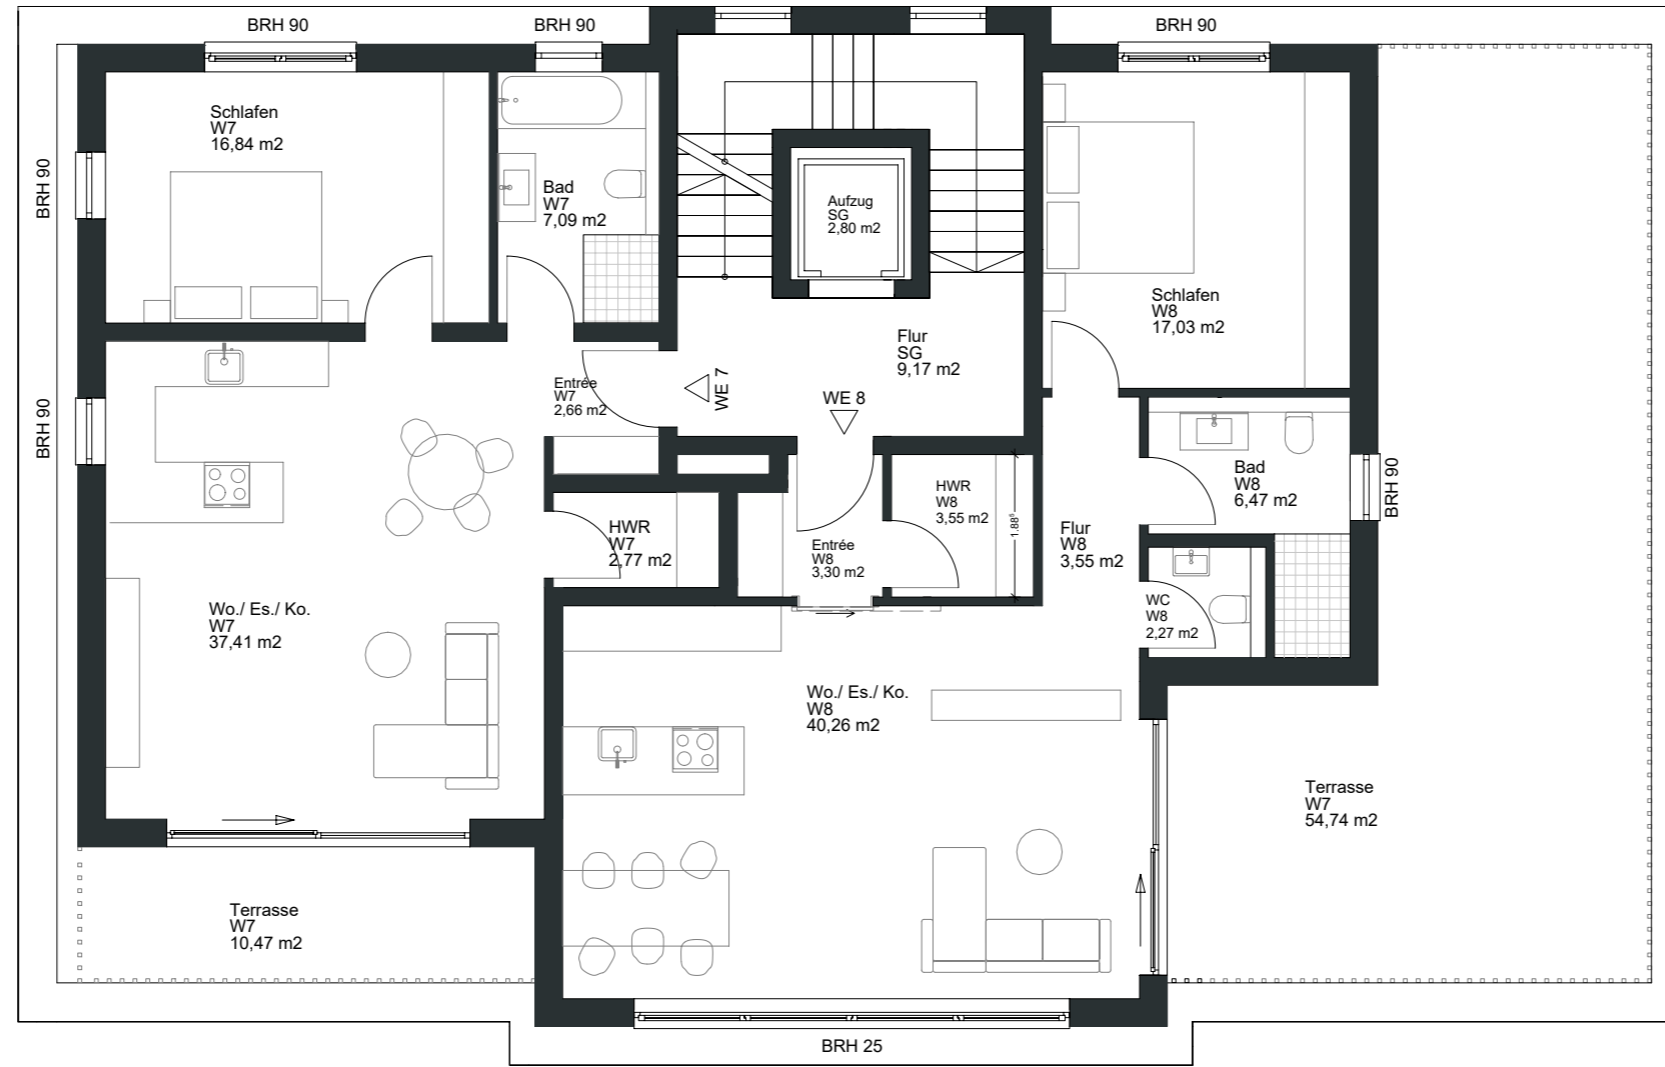 BRH 90
BRH 90
BRH 90
Schlafen
W7
16,84 m2
BRH 90
Bad
W7
7,09 m2
Aufzug
SG
2,80 m2
Schlafen
W8
17,03 m2
Flur
SG
9,17 m2
Entrée
W7
2,66 m2
WE 7
WE 8
BRH 90
HWR
W7
2,77 m2
HWR
W8
3,55 m2
1.88⁵
Entrée
W8
3,30 m2
Flur
W8
3,55 m2
Bad
W8
6,47 m2
BRH 90
WC
W8
2,27 m2
Wo./ Es./ Ko.
W7
37,41 m2
Wo./ Es./ Ko.
W8
40,26 m2
Terrasse
W7
54,74 m2
Terrasse
W7
10,47 m2
BRH 25